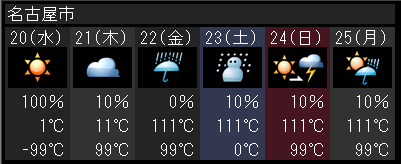 名古屋市
20(水) 21(木) 22(金) 23(土) 24(日) 25(月)
100% 10% 0% 10% 10% 10%
1℃ 11℃ 111℃ 111℃ 111℃ 111℃
-99℃ 99℃ 99℃ 0℃ 99℃ 99℃